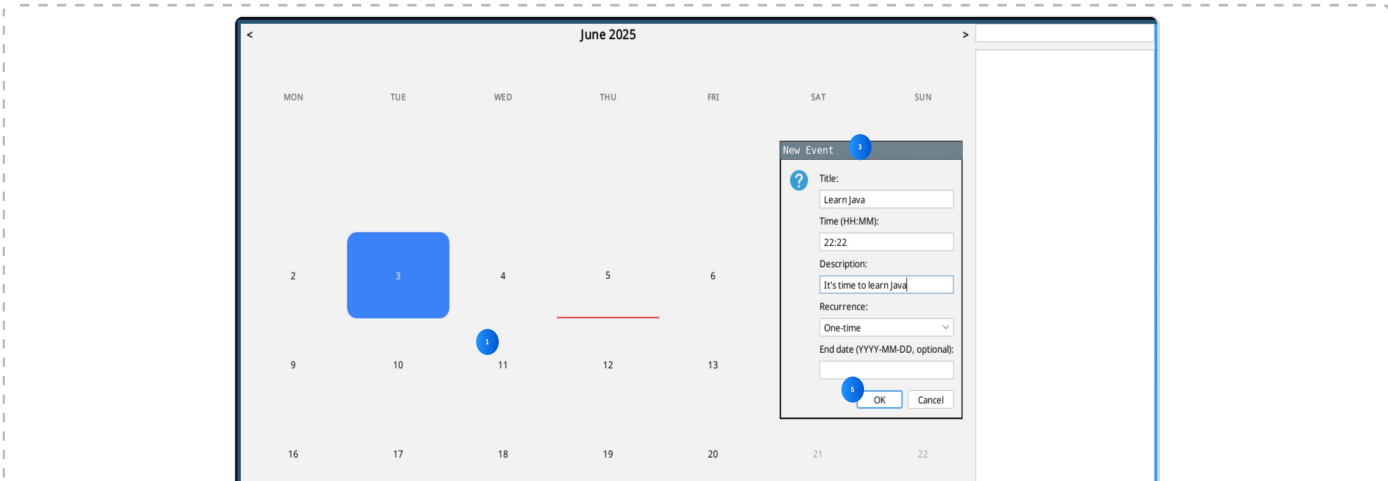 < June 2025 >
MON TUE WED THU FRI SAT SUN
New Event 3
?
Title:
Learn Java
Time (HH:MM):
22:22
Description:
It's time to learn Java
Recurrence:
One-time
End date (YYYY-MM-DD, optional):
5
OK Cancel
2 3 4 5 6
1
9 10 11 12 13
16 17 18 19 20 21 22